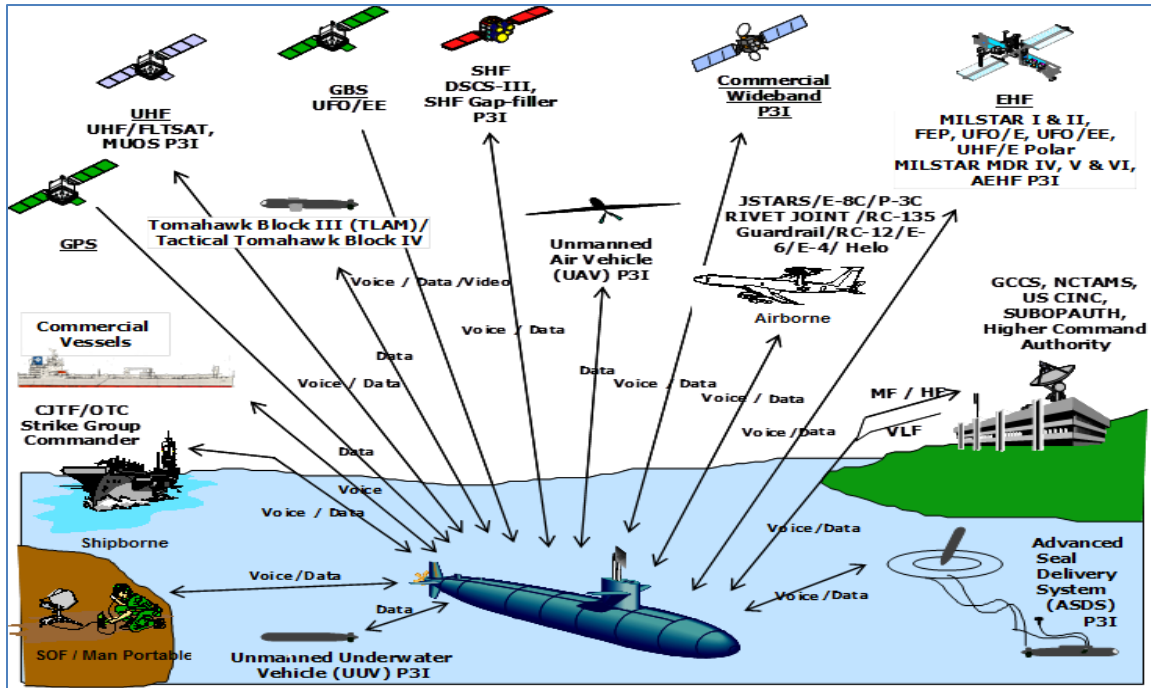 UHF
UHF/FLTSAT,
MUOS P3I
GBS
UFO/EE
SHF
DSCS-III,
SHF Gap-filler
P3I
Commercial
Wideband
P3I
EHF
MILSTAR I & II,
FEP, UFO/E, UFO/EE,
UHF/E Polar
MILSTAR MDR IV, V & VI,
AEHF P3I
GPS
Tomahawk Block III (TLAM)/
Tactical Tomahawk Block IV
Unmanned
Air Vehicle
(UAV) P3I
JSTARS/E-8C/P-3C
RIVET JOINT /RC-135
Guardrail/RC-12/E-
6/E-4/ Helo
Airborne
GCCS, NCTAMS,
US CINC,
SUBOPAUTH,
Higher Command
Authority
Voice / Data /Video
Voice / Data
Data
Voice / Data
Data
Voice / Data
Voice / Data
Voice /Data
MF / HF
VLF
Commercial
Vessels
CJTF/OTC
Strike Group
Commander
Shipborne
Data
Voice
Voice / Data
Voice/Data
Data
Voice/Data
Voice/Data
SOF / Man Portable
Unmanned Underwater
Vehicle (UUV) P3I
Advanced
Seal
Delivery
System
(ASDS)
P3I